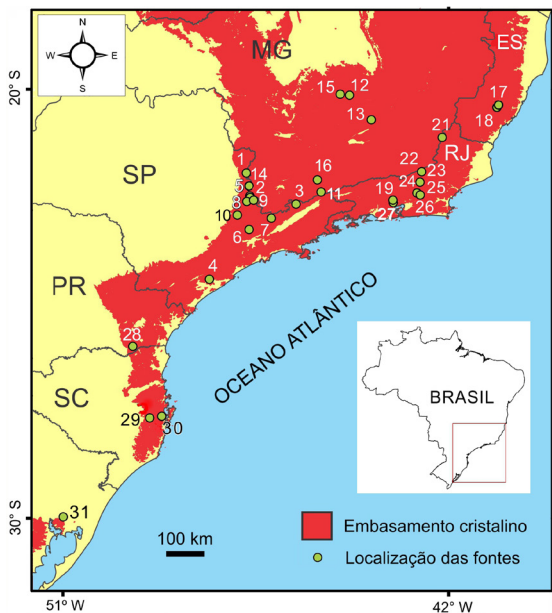 N
W E
S
MG
ES
20° S
15 12
17
13
18
21
1
22
RJ
14
16
23
SP
5 2
24
25
3
11
19
8 9
26
10
27
6 7
4
PR
OCEANO ATLÂNTICO
28
SC
BRASIL
29
30
31
30° S
Embasamento cristalino
100 km
Localização das fontes
51° W
42° W